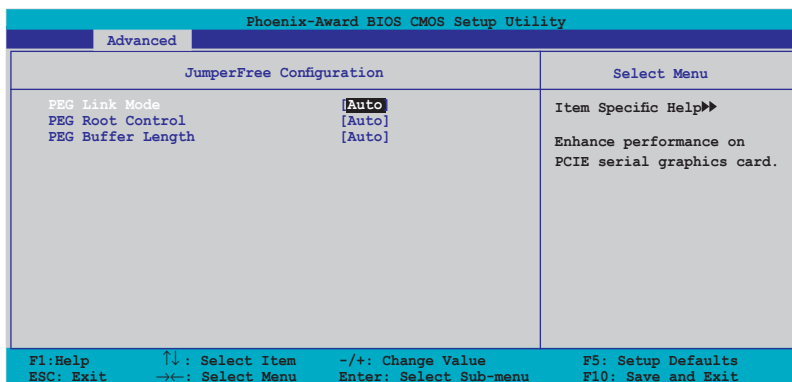 Phoenix-Award BIOS CMOS Setup Utility
Advanced
JumperFree Configuration
Select Menu
PEG Link Mode [Auto]
PEG Root Control [Auto]
PEG Buffer Length [Auto]
Item Specific Help▶▶
Enhance performance on
PCIE serial graphics card.
F1:Help ↑↓: Select Item -/+: Change Value F5: Setup Defaults
ESC: Exit →←: Select Menu Enter: Select Sub-menu F10: Save and Exit